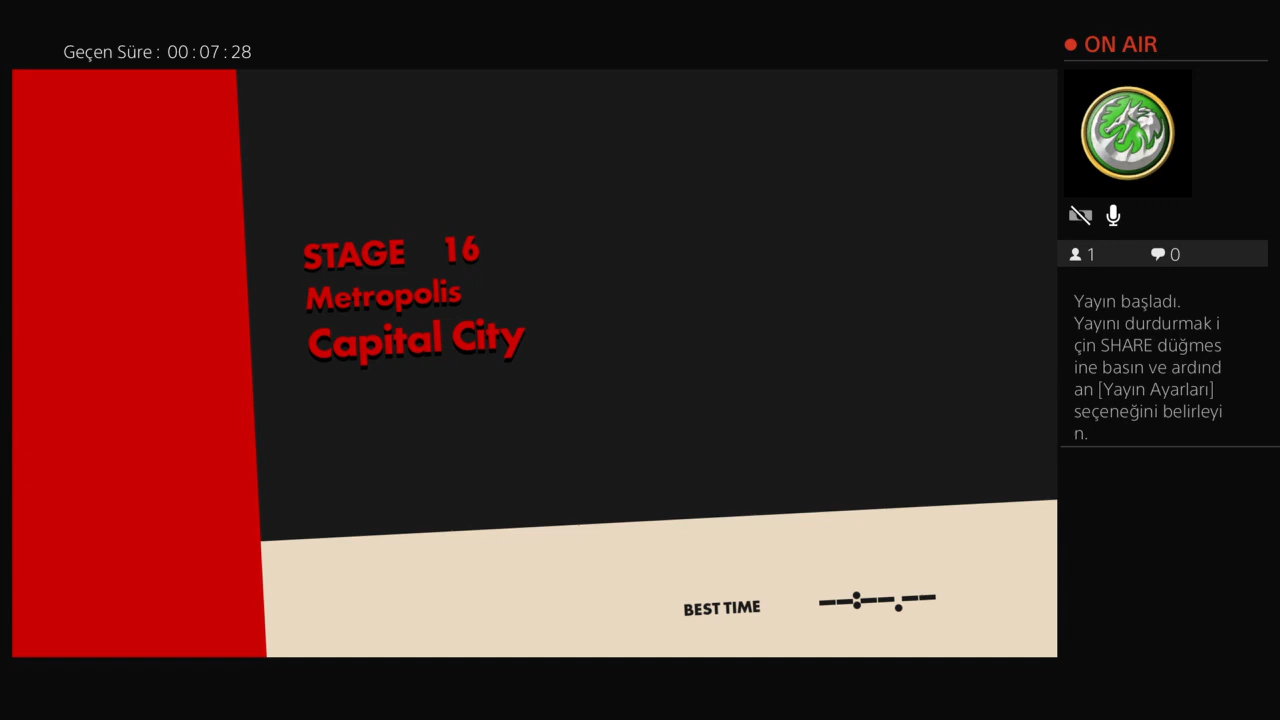 Geçen Süre : 00:07:28
ON AIR
STAGE 16
Metropolis
Capital City
BEST TIME --:--.--
1 0
Yayın başladı.
Yayını durdurmak i
çin SHARE düğmes
ine basın ve ardınd
an [Yayın Ayarları]
seçeneğini belirleyi
n.